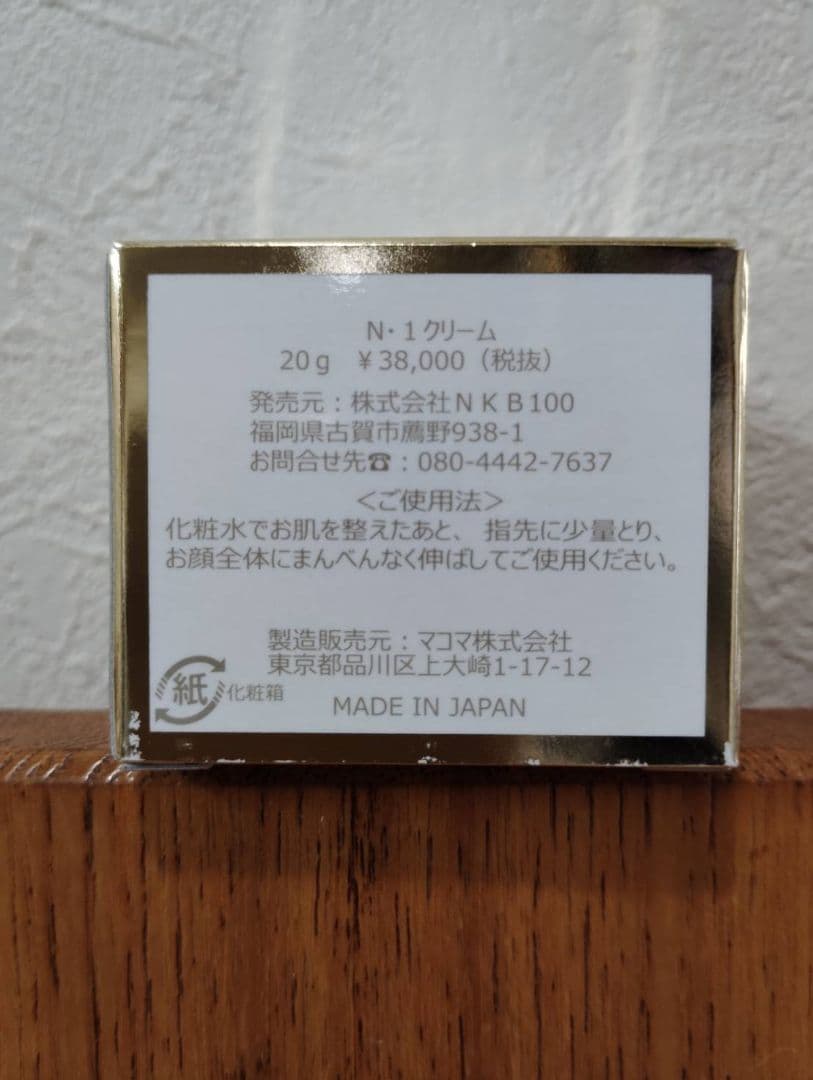 N・1クリーム
20g ¥38,000（税抜）
発売元：株式会社NKB100
福岡県古賀市薦野938-1
お問合せ先☎：080-4442-7637
＜ご使用法＞
化粧水でお肌を整えたあと、 指先に少量とり、
お顔全体にまんべんなく伸ばしてご使用ください。
製造販売元：マコマ株式会社
東京都品川区上大崎1-17-12
紙 化粧箱
MADE IN JAPAN